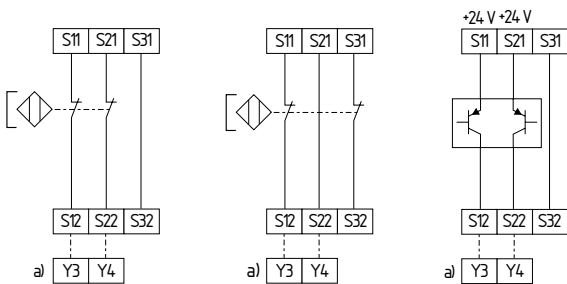 +24 V +24 V
S11 S21 S31 S11 S21 S31 S11 S21 S31
S12 S22 S32 S12 S22 S32 S12 S22 S32
a) Y3 Y4 a) Y3 Y4 a) Y3 Y4